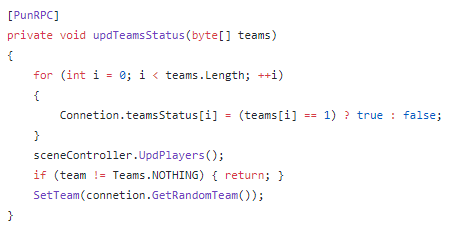 [PunRPC]
private void updTeamsStatus(byte[] teams)
{
    for (int i = 0; i < teams.Length; ++i)
    {
        Connetion.teamsStatus[i] = (teams[i] == 1) ? true : false;
    }
    sceneController.UpdPlayers();
    if (team != Teams.NOTHING) { return; }
    SetTeam(connetion.GetRandomTeam());
}